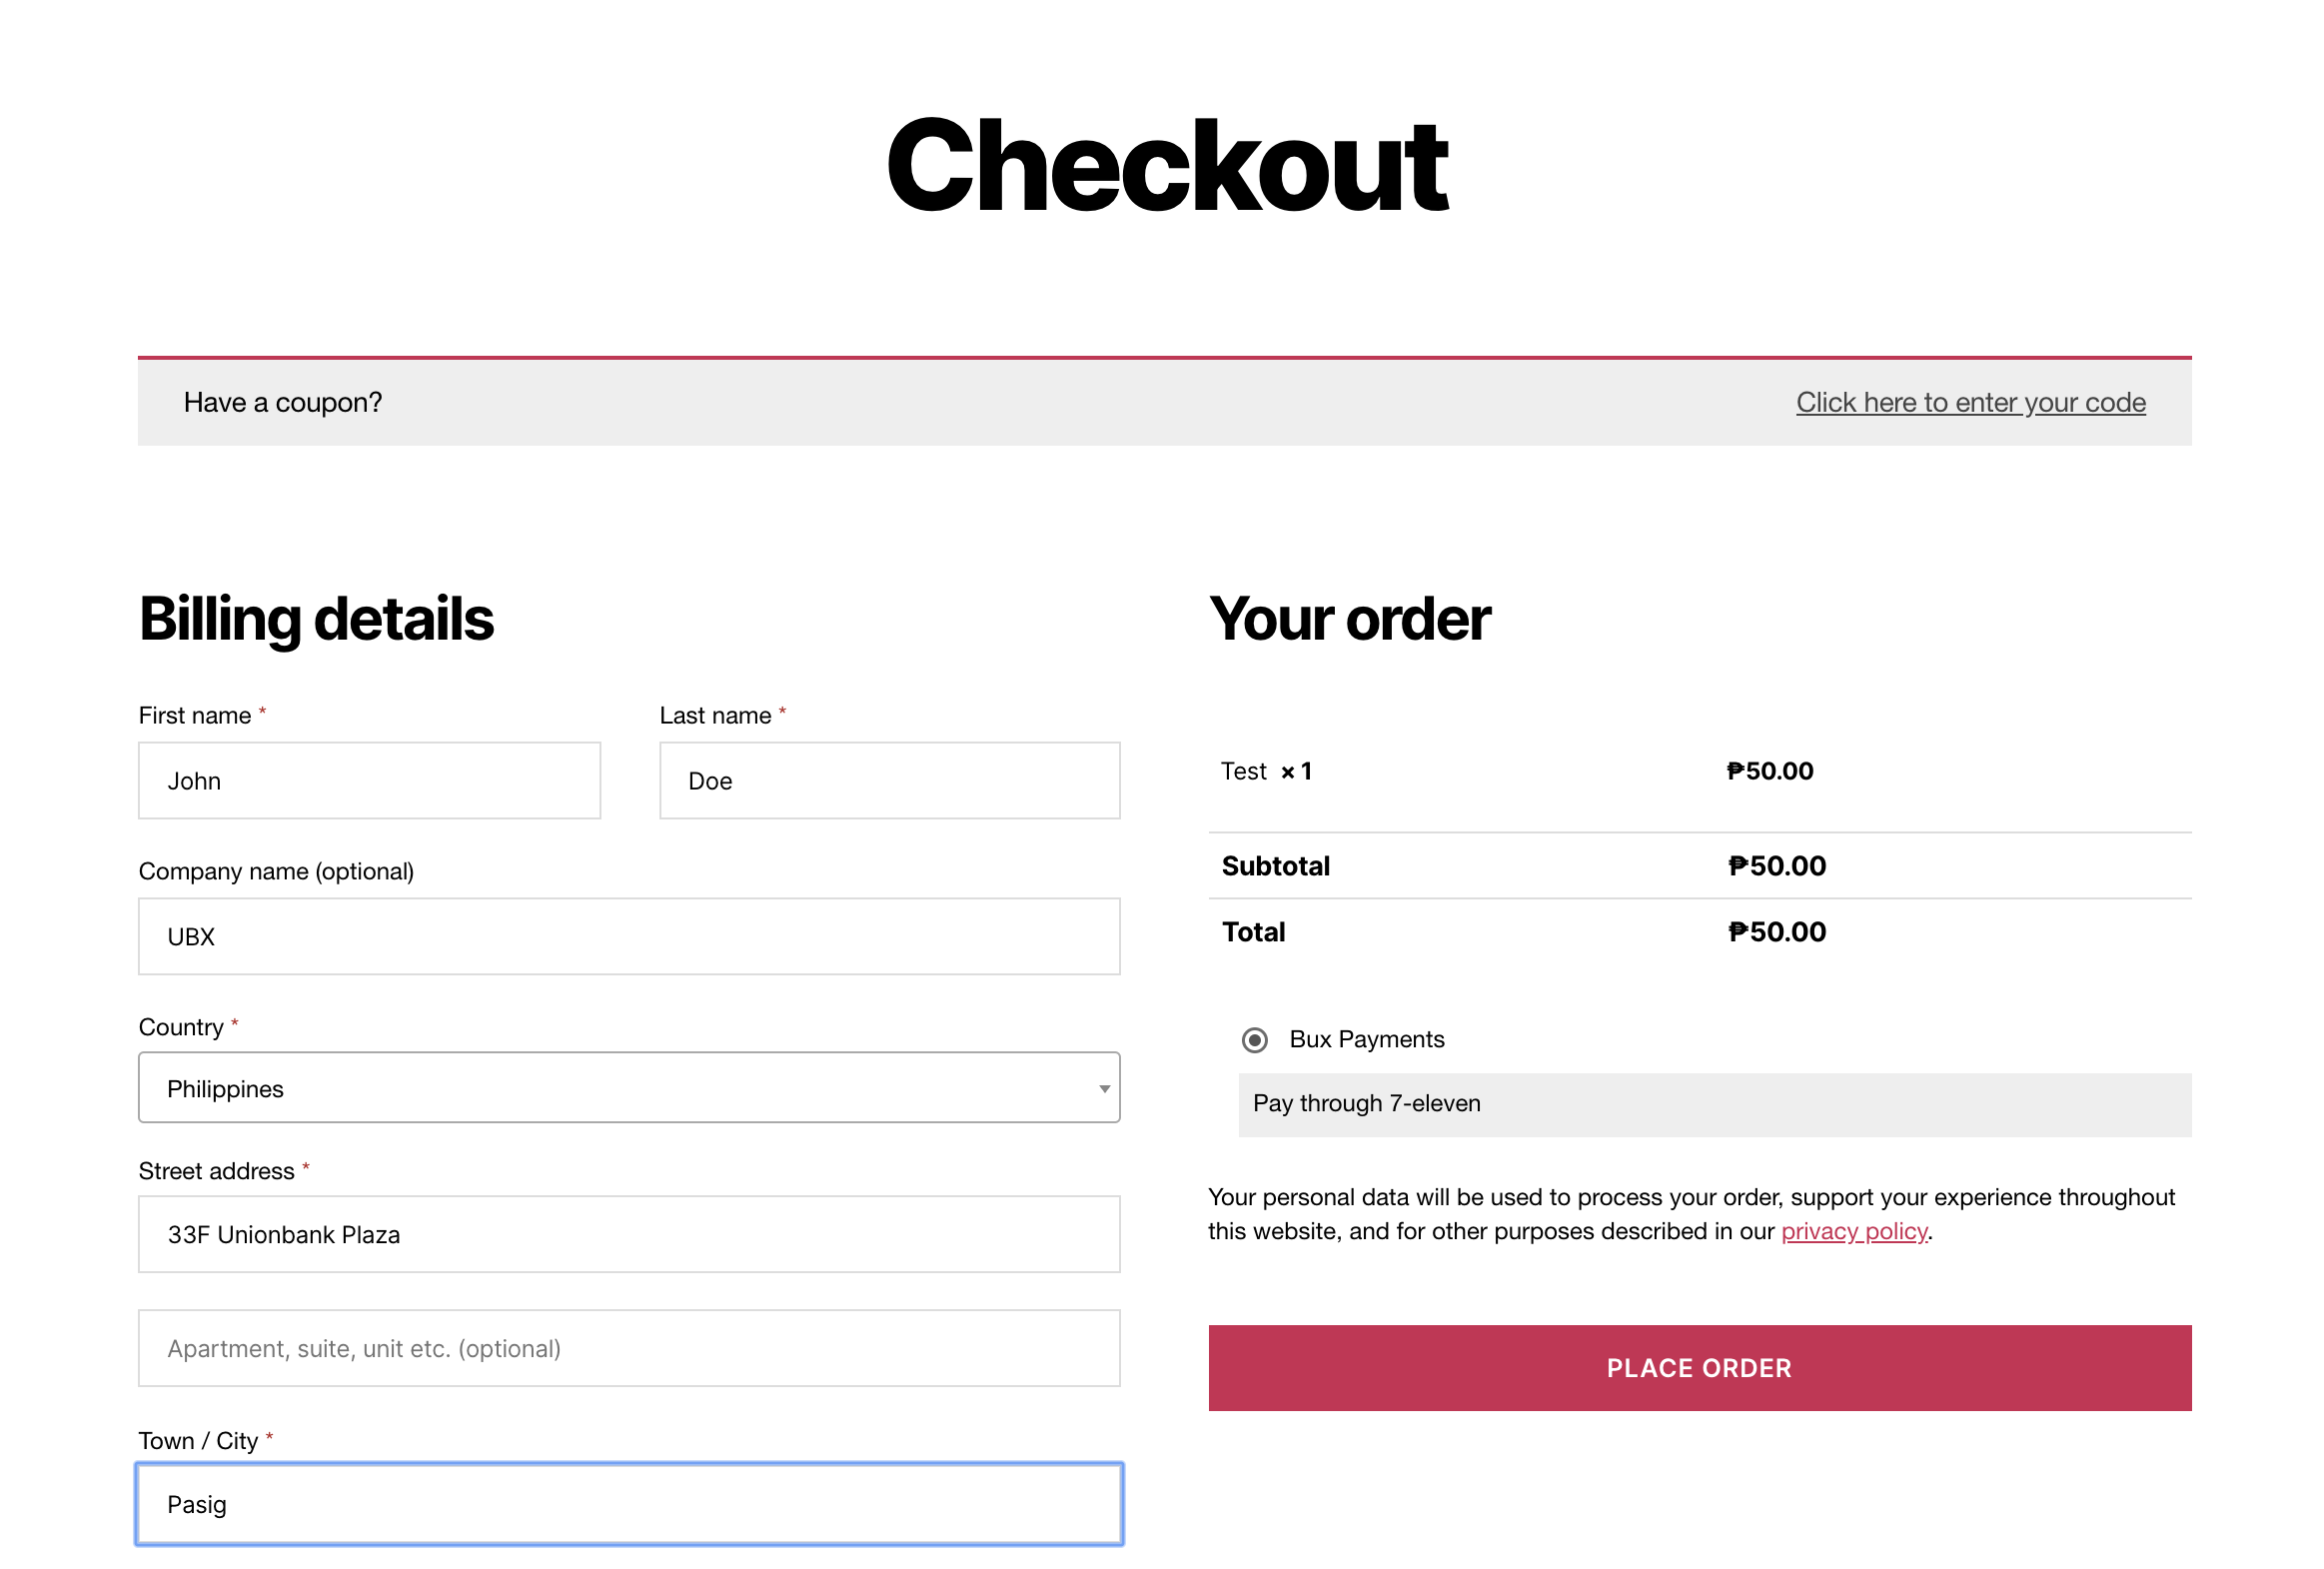 Checkout
Have a coupon?
Click here to enter your code
Billing details
First name *
Last name *
John
Doe
Company name (optional)
UBX
Country *
Philippines
Street address *
33F Unionbank Plaza
Apartment, suite, unit etc. (optional)
Town / City *
Pasig
Your order
Test × 1 ₱50.00
Subtotal ₱50.00
Total ₱50.00
Bux Payments
Pay through 7-eleven
Your personal data will be used to process your order, support your experience throughout
this website, and for other purposes described in our privacy policy.
PLACE ORDER